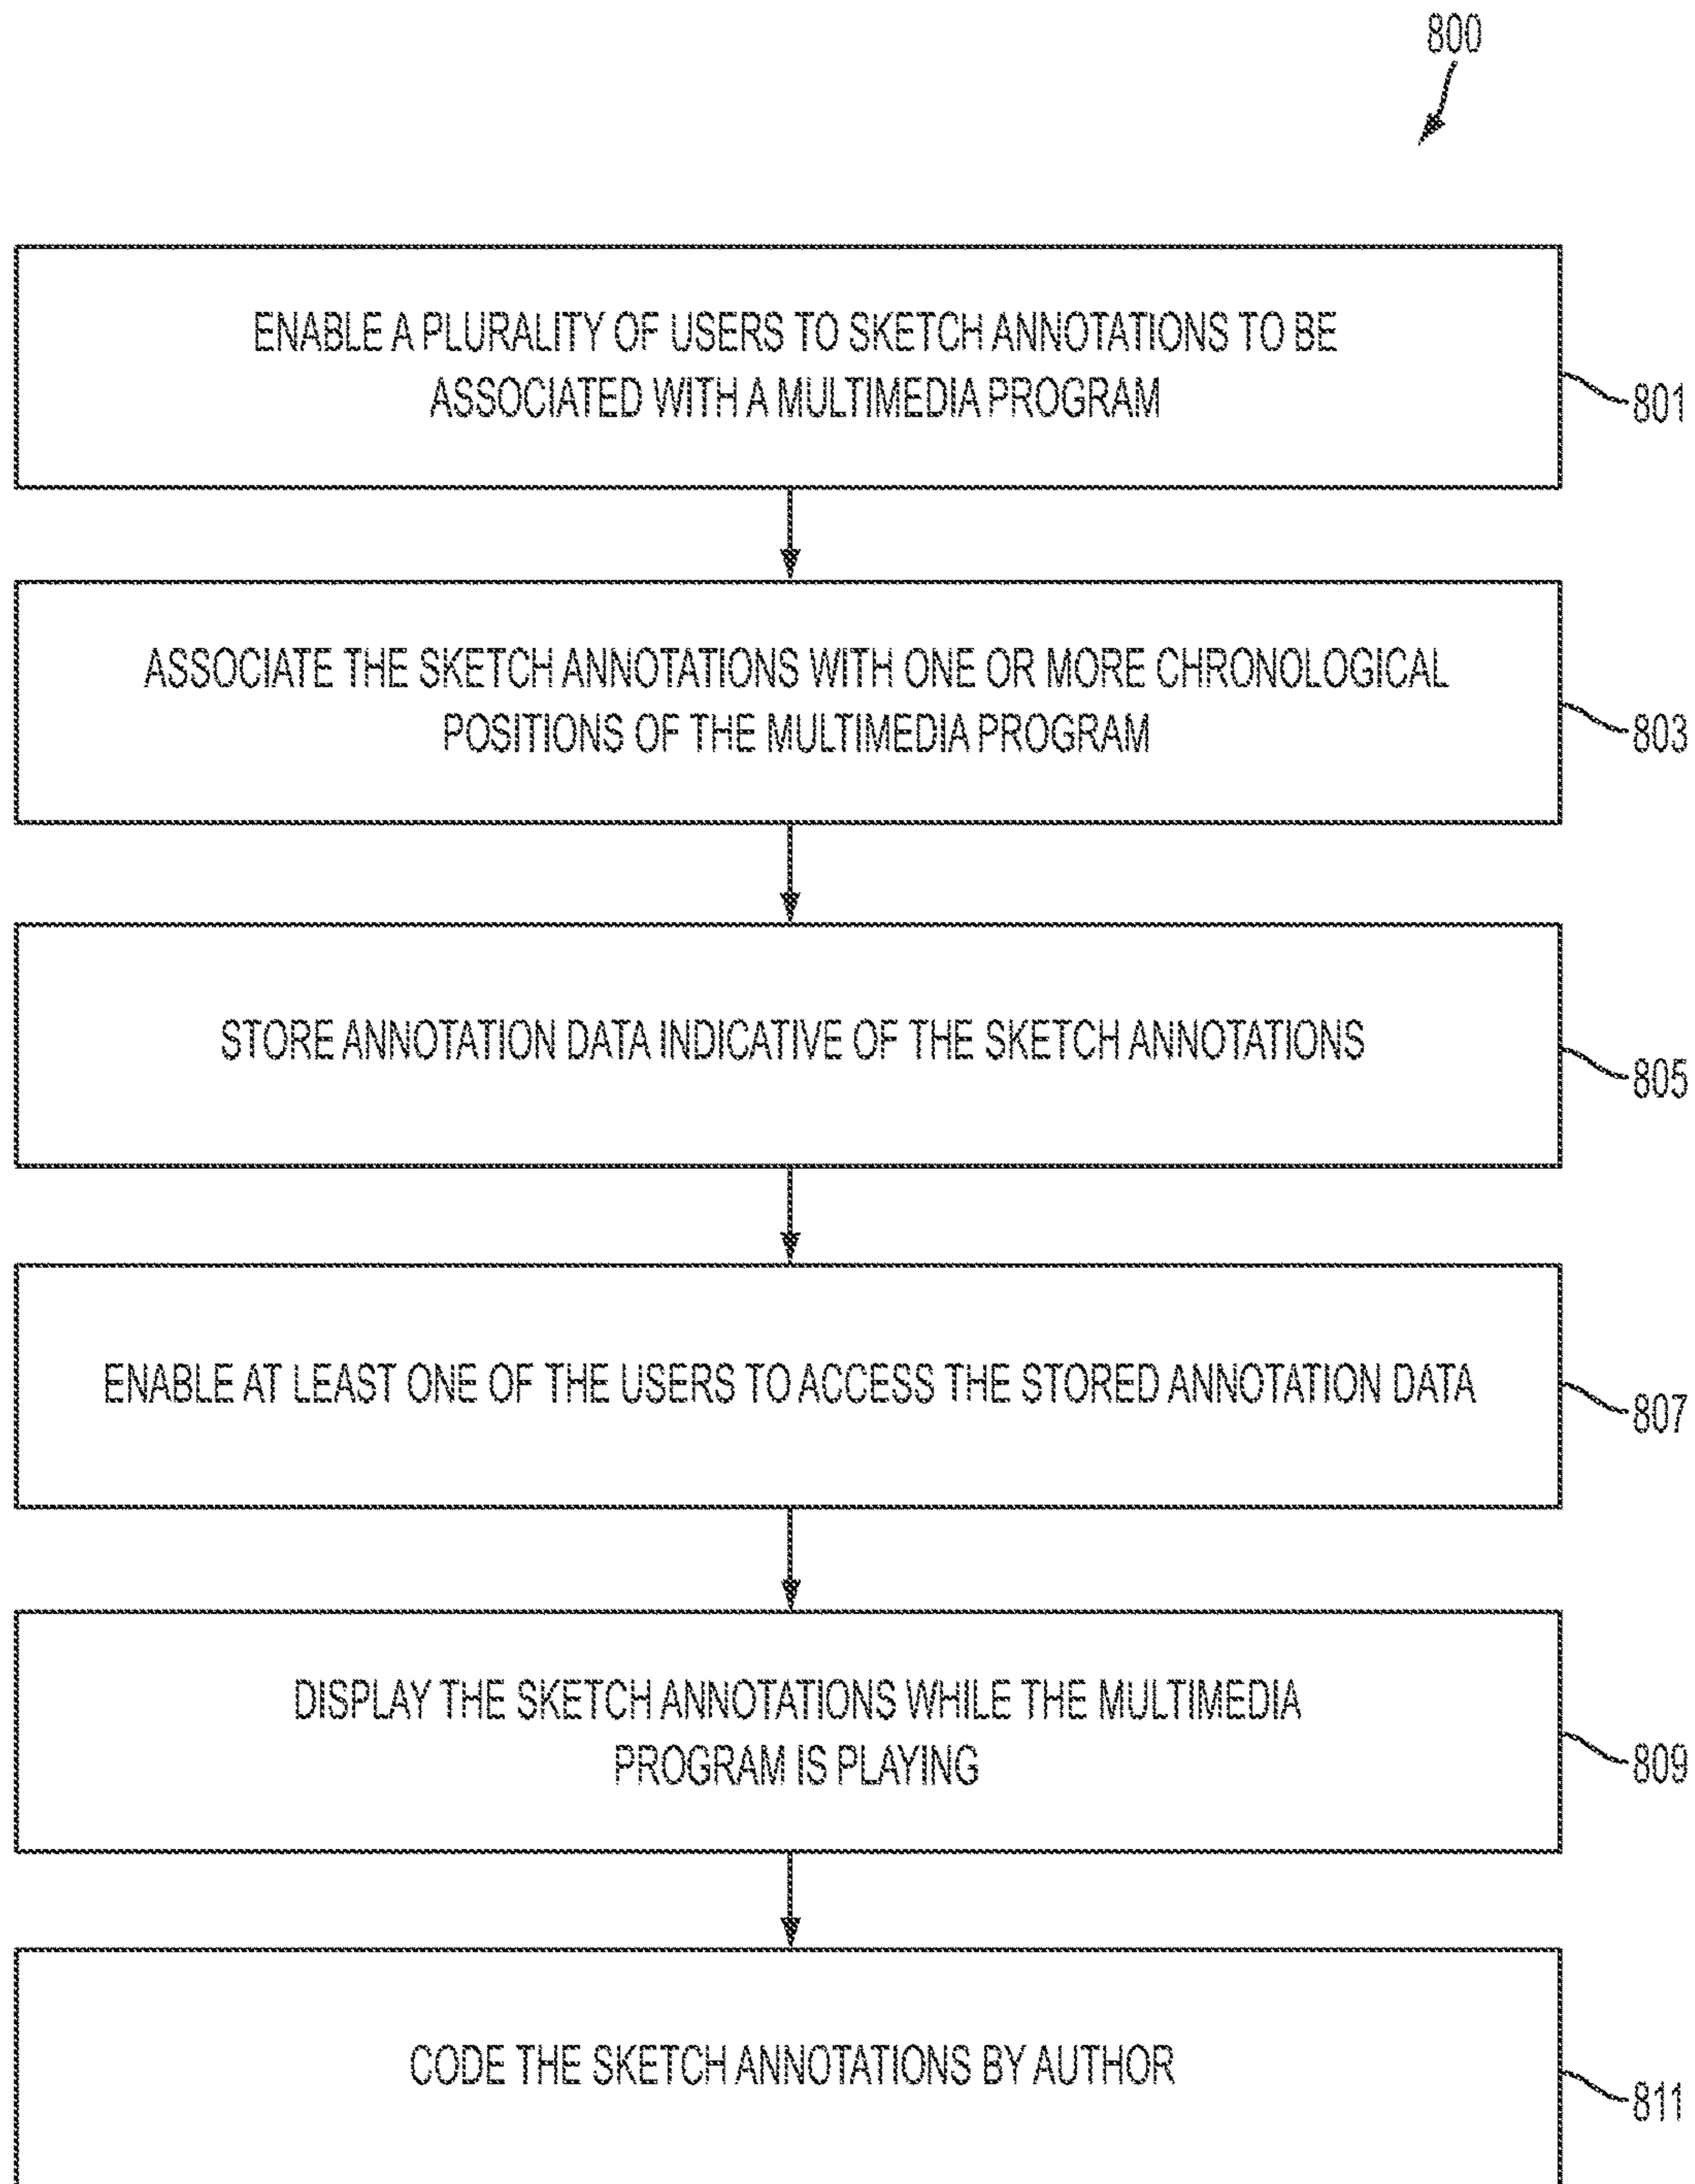 800
ENABLE A PLURALITY OF USERS TO SKETCH ANNOTATIONS TO BE
ASSOCIATED WITH A MULTIMEDIA PROGRAM
801
ASSOCIATE THE SKETCH ANNOTATIONS WITH ONE OR MORE CHRONOLOGICAL
POSITIONS OF THE MULTIMEDIA PROGRAM
803
STORE ANNOTATION DATA INDICATIVE OF THE SKETCH ANNOTATIONS
805
ENABLE AT LEAST ONE OF THE USERS TO ACCESS THE STORED ANNOTATION DATA
807
DISPLAY THE SKETCH ANNOTATIONS WHILE THE MULTIMEDIA
PROGRAM IS PLAYING
809
CODE THE SKETCH ANNOTATIONS BY AUTHOR
811